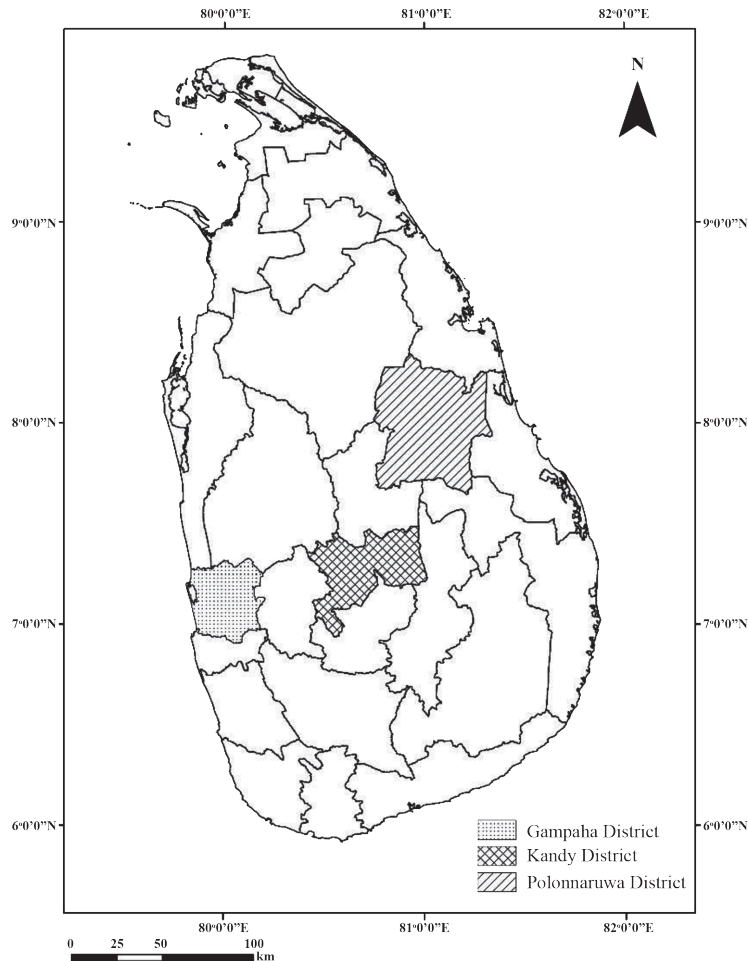 80°0’0”E 81°0’0”E 82°0’0”E
N
9°0’0”N 9°0’0”N
8°0’0”N 8°0’0”N
7°0’0”N 7°0’0”N
6°0’0”N 6°0’0”N
Gampaha District
Kandy District
Polonnaruwa District
80°0’0”E 81°0’0”E 82°0’0”E
0 25 50 100
km